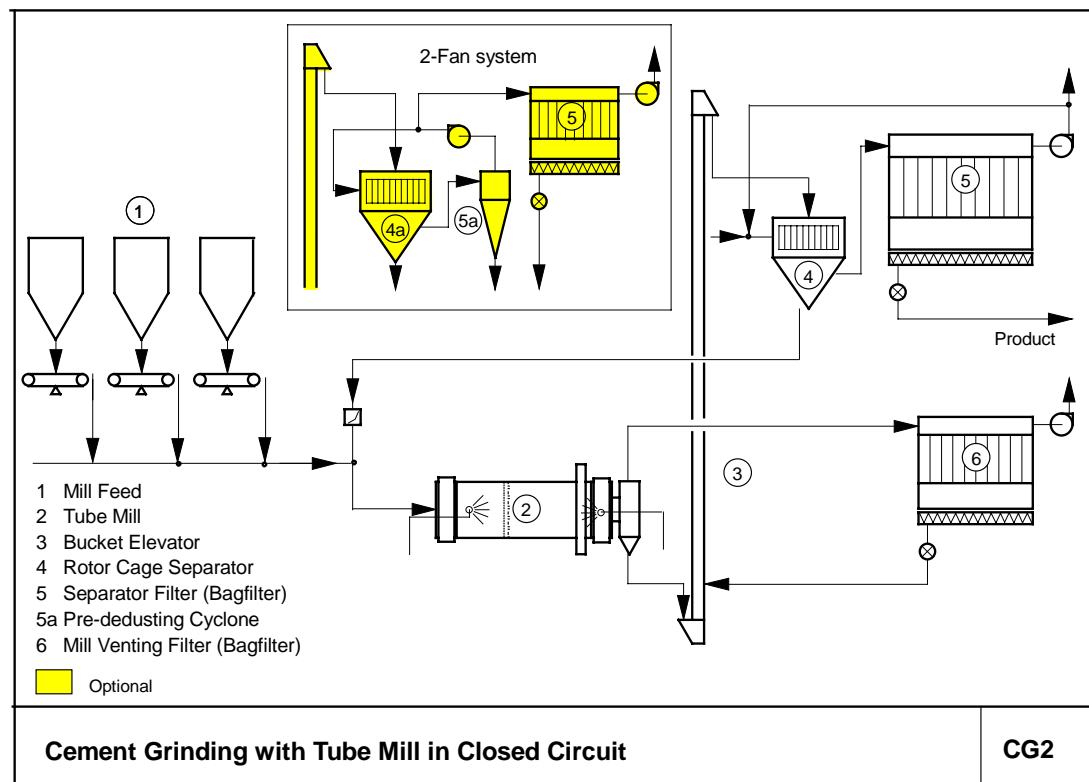 2-Fan system
5
1
4a
5a
5
4
Product
3
6
2
1 Mill Feed
2 Tube Mill
3 Bucket Elevator
4 Rotor Cage Separator
5 Separator Filter (Bagfilter)
5a Pre-dedusting Cyclone
6 Mill Venting Filter (Bagfilter)
Optional
Cement Grinding with Tube Mill in Closed Circuit
CG2